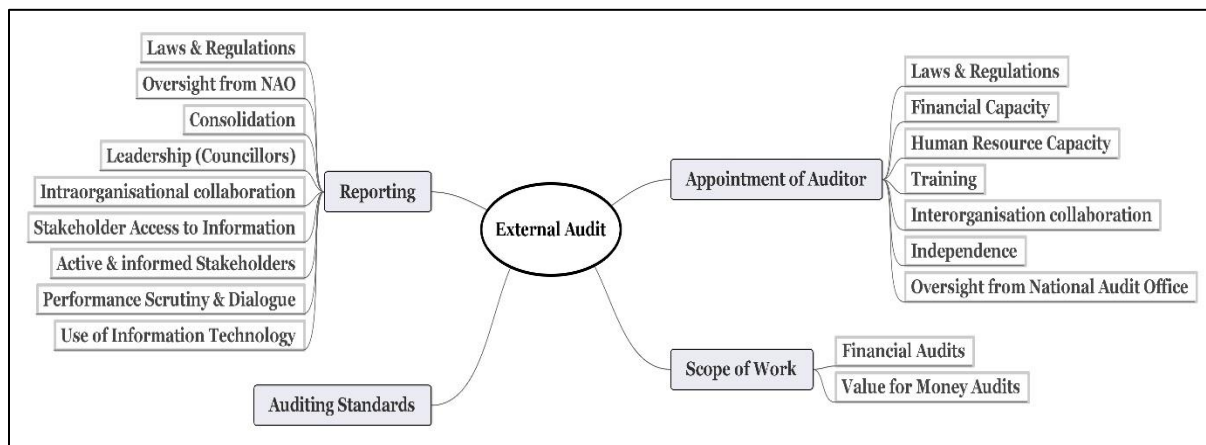 Laws & Regulations
Oversight from NAO
Consolidation
Leadership (Councillors)
Intraorganisational collaboration
Stakeholder Access to Information
Active & informed Stakeholders
Performance Scrutiny & Dialogue
Use of Information Technology
Reporting
Auditing Standards
External Audit
Appointment of Auditor
Laws & Regulations
Financial Capacity
Human Resource Capacity
Training
Interorganisation collaboration
Independence
Oversight from National Audit Office
Scope of Work
Financial Audits
Value for Money Audits